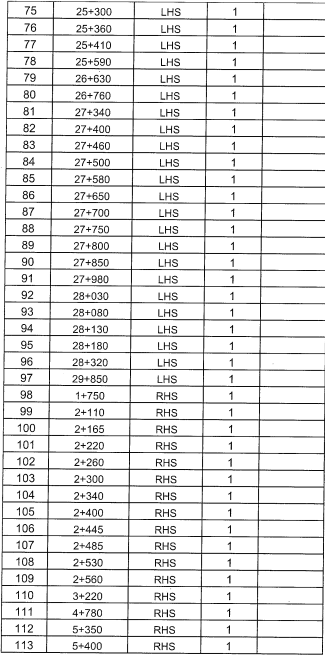 75 25+300 LHS 1
76 25+360 LHS 1
77 25+410 LHS 1
78 25+590 LHS 1
79 26+630 LHS 1
80 26+760 LHS 1
81 27+340 LHS 1
82 27+400 LHS 1
83 27+460 LHS 1
84 27+500 LHS 1
85 27+580 LHS 1
86 27+650 LHS 1
87 27+700 LHS 1
88 27+750 LHS 1
89 27+800 LHS 1
90 27+850 LHS 1
91 27+980 LHS 1
92 28+030 LHS 1
93 28+080 LHS 1
94 28+130 LHS 1
95 28+180 LHS 1
96 28+320 LHS 1
97 29+850 LHS 1
98 1+750 RHS 1
99 2+110 RHS 1
100 2+165 RHS 1
101 2+220 RHS 1
102 2+260 RHS 1
103 2+300 RHS 1
104 2+340 RHS 1
105 2+400 RHS 1
106 2+445 RHS 1
107 2+485 RHS 1
108 2+530 RHS 1
109 2+560 RHS 1
110 3+220 RHS 1
111 4+780 RHS 1
112 5+350 RHS 1
113 5+400 RHS 1